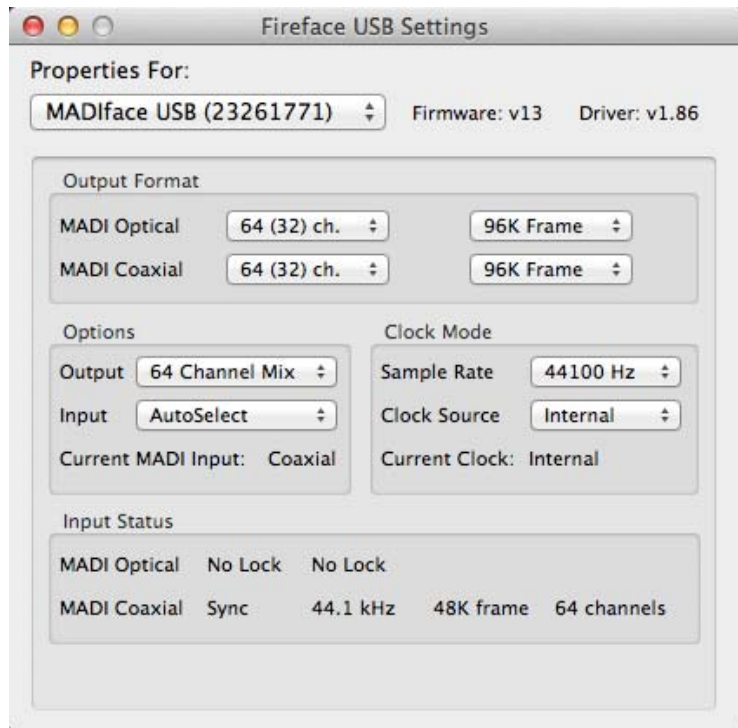 Fireface USB Settings
Properties For:
MADIface USB (23261771) Firmware: v13 Driver: v1.86
Output Format
MADI Optical 64 (32) ch. 96K Frame
MADI Coaxial 64 (32) ch. 96K Frame
Options
Output 64 Channel Mix
Input AutoSelect
Current MADI Input: Coaxial
Clock Mode
Sample Rate 44100 Hz
Clock Source Internal
Current Clock: Internal
Input Status
MADI Optical No Lock No Lock
MADI Coaxial Sync 44.1 kHz 48K frame 64 channels